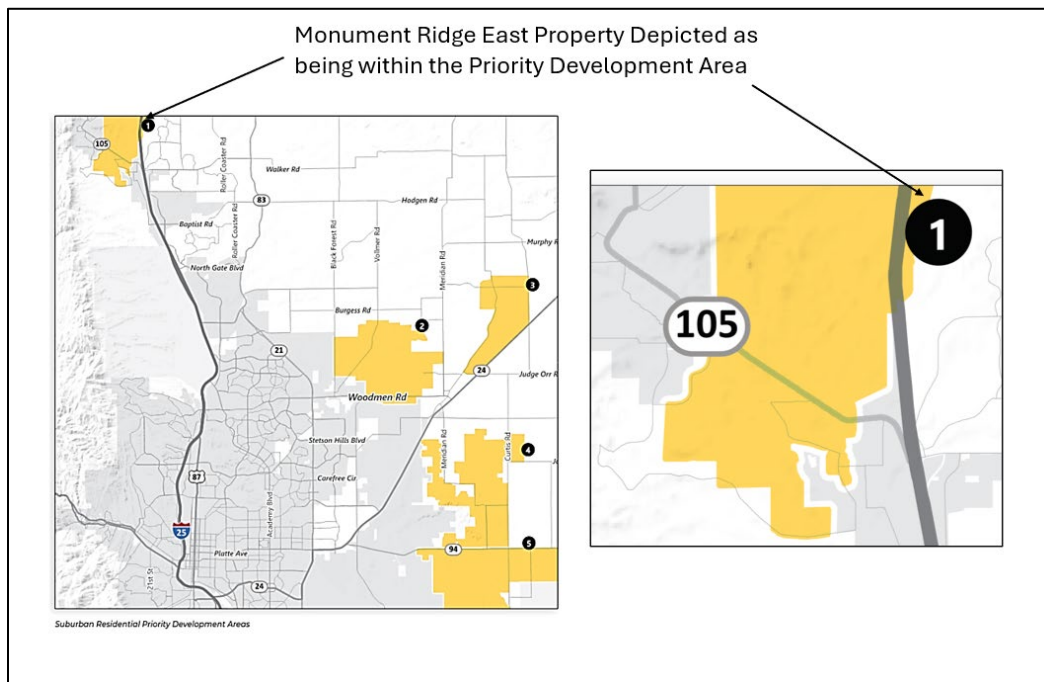 Monument Ridge East Property Depicted as
being within the Priority Development Area
1
105
Walker Rd
Roller Coaster Rd
83
Hodgen Rd
Baptist Rd
Roller Coaster Rd
Black Forest Rd
Vollmer Rd
Meridian Rd
Murphy R
North Gate Blvd
3
Burgess Rd
2
21
24
Judge Orr R
Woodmen Rd
Stetson Hills Blvd
Meridian Rd
Curtis Rd
4
87
Carefree Cir
Academy Blvd
25
Platte Ave
94
5
21st St
24
Suburban Residential Priority Development Areas
1
105